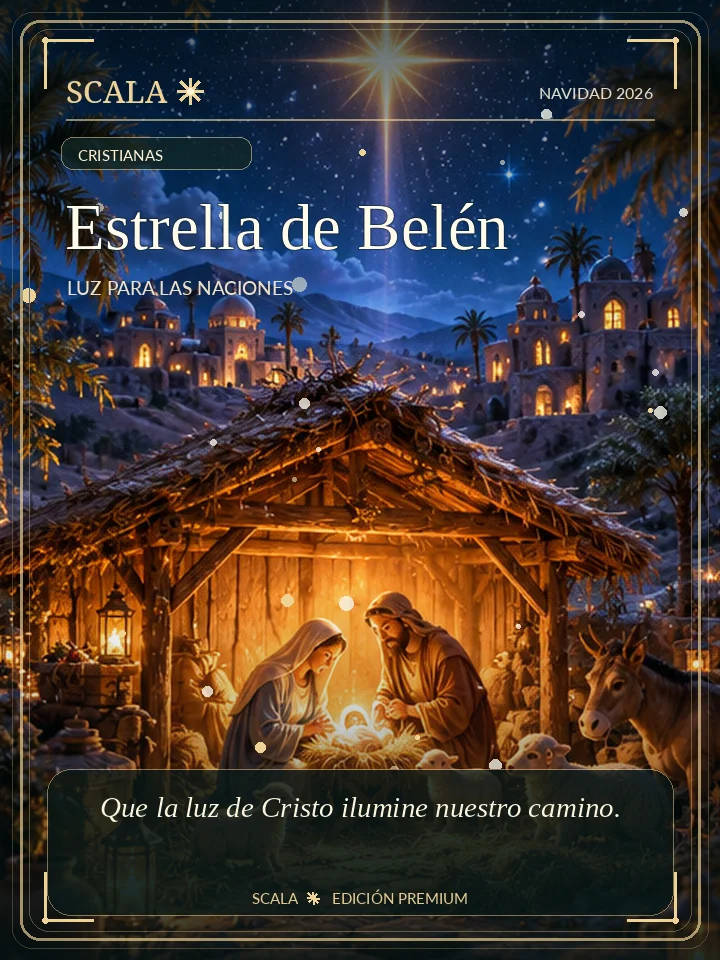 SCALA
NAVIDAD 2026
CRISTIANAS
Estrella de Belén
LUZ PARA LAS NACIONES
Que la luz de Cristo ilumine nuestro camino.
SCALA EDICIÓN PREMIUM